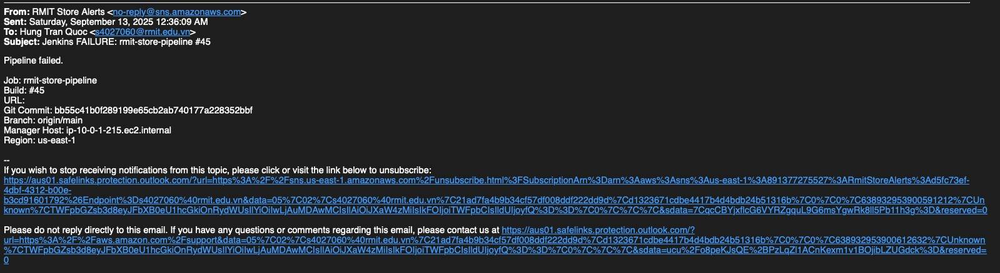 From: RMIT Store Alerts <no-reply@sns.amazonaws.com>
Sent: Saturday, September 13, 2025 12:36:09 AM
To: Hung Tran Quoc <s4027060@rmit.edu.vn>
Subject: Jenkins FAILURE: rmit-store-pipeline #45
Pipeline failed.
Job: rmit-store-pipeline
Build: #45
URL:
Git Commit: bb55c41b0f289199e65cb2ab740177a228352bbf
Branch: origin/main
Manager Host: ip-10-0-1-215.ec2.internal
Region: us-east-1
--
If you wish to stop receiving notifications from this topic, please click or visit the link below to unsubscribe:
https://aus01.safelinks.protection.outlook.com/?url=https%3A%2F%2Fsns.us-east-1.amazonaws.com%2Funsubscribe.html%3FSubscriptionArn%3Darn%3Aaws%3Asns%3Aus-east-1%3A891377275527%3ARmitStoreAlerts%3Ad5fc73ef-
4dbf-4312-b00e-
b3cd91601792%26Endpoint%3Ds4027060%40rmit.edu.vn&data=05%7C02%7Cs4027060%40rmit.edu.vn%7C21ad7fa4b9b34cf57df008ddf222dd9d%7Cd1323671cdbe4417b4d4bdb24b51316b%7C0%7C0%7C638932953900591212%7CUn
known%7CTWFpbGZsb3d8eyJFbXB0eU1hcGkiOnRydWUsIlYiOiIwLjAuMDAwMCIsIlAiOiJXaW4zMiIsIkFOIjoiTWFpbCIsIldUIjoyfQ%3D%3D%7C0%7C%7C%7C&sdata=7CqcCBYjxflcG6VYRZgquL9G6msYgwRk8ll5Pb11h3g%3D&reserved=0
Please do not reply directly to this email. If you have any questions or comments regarding this email, please contact us at https://aus01.safelinks.protection.outlook.com/?
url=https%3A%2F%2Faws.amazon.com%2Fsupport&data=05%7C02%7Cs4027060%40rmit.edu.vn%7C21ad7fa4b9b34cf57df008ddf222dd9d%7Cd1323671cdbe4417b4d4bdb24b51316b%7C0%7C0%7C638932953900612632%7CUnknown
%7CTWFpbGZsb3d8eyJFbXB0eU1hcGkiOnRydWUsIlYiOiIwLjAuMDAwMCIsIlAiOiJXaW4zMiIsIkFOIjoiTWFpbCIsIldUIjoyfQ%3D%3D%7C0%7C%7C%7C&sdata=ucu%2Fo8peKJsQE%2BPzLqZl1ACnKexm1v1BOjibLZUGdck%3D&reserved=
0